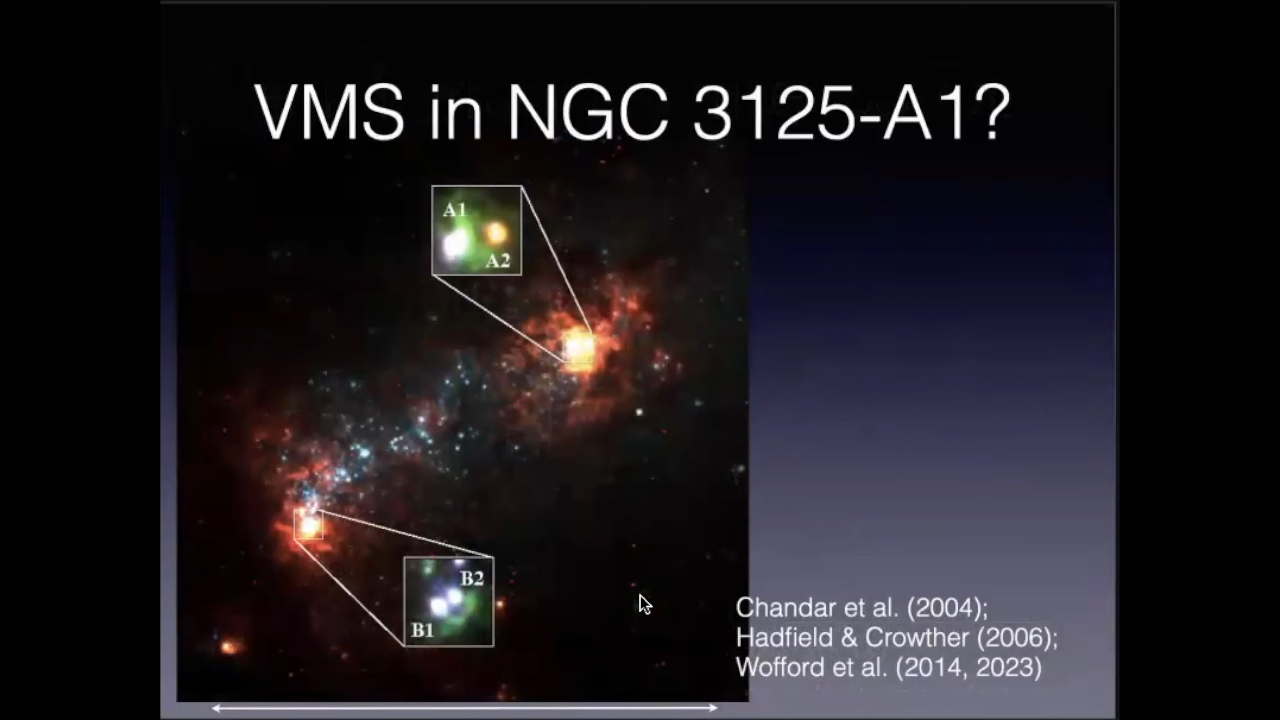 VMS in NGC 3125-A1?
A1
A2
B2
B1
Chandar et al. (2004);
Hadfield & Crowther (2006);
Wofford et al. (2014, 2023)